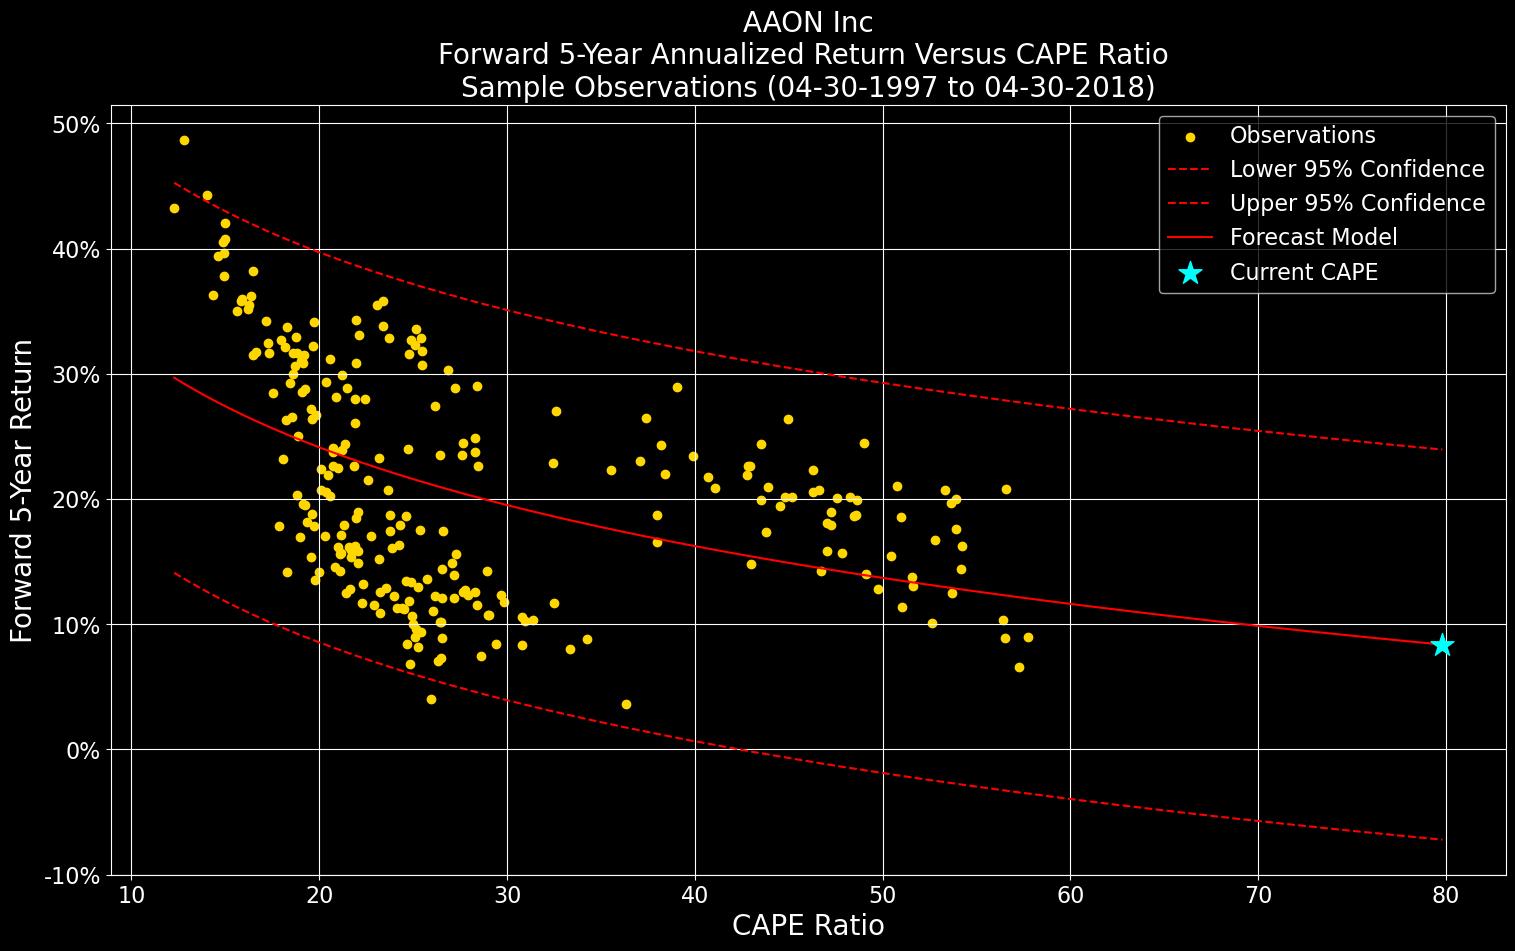 AAON Inc
Forward 5-Year Annualized Return Versus CAPE Ratio
Sample Observations (04-30-1997 to 04-30-2018)
50%
40%
30%
20%
10%
0%
-10%
Forward 5-Year Return
Observations
Lower 95% Confidence
Upper 95% Confidence
Forecast Model
Current CAPE
10 20 30 40 50 60 70 80
CAPE Ratio